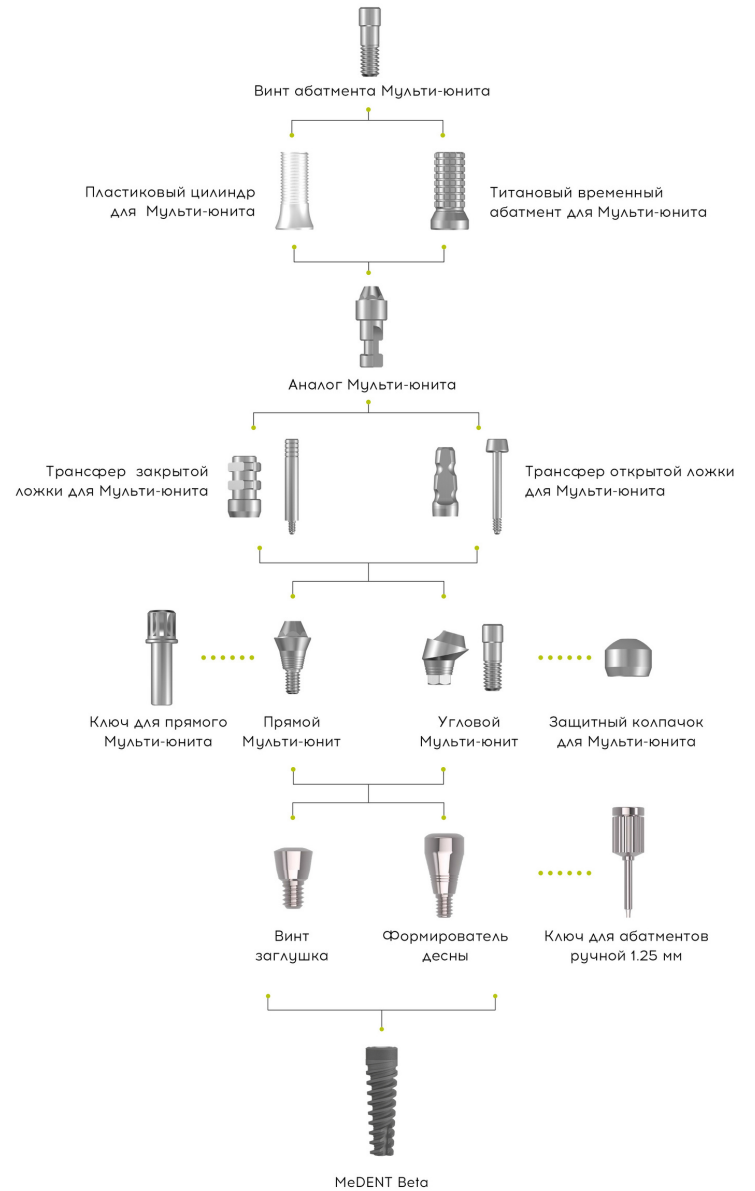 Винт абатмента Мульти-юнита
Пластиковый цилиндр
для Мульти-юнита
Титановый временный
абатмент для Мульти-юнита
Аналог Мульти-юнита
Трансфер закрытой
ложки для Мульти-юнита
Трансфер открытой ложки
для Мульти-юнита
Ключ для прямого
Мульти-юнита
Прямой
Мульти-юнит
Угловой
Мульти-юнит
Защитный колпачок
для Мульти-юнита
Винт
заглушка
Формирователь
десны
Ключ для абатментов
ручной 1.25 мм
MeDENT Beta